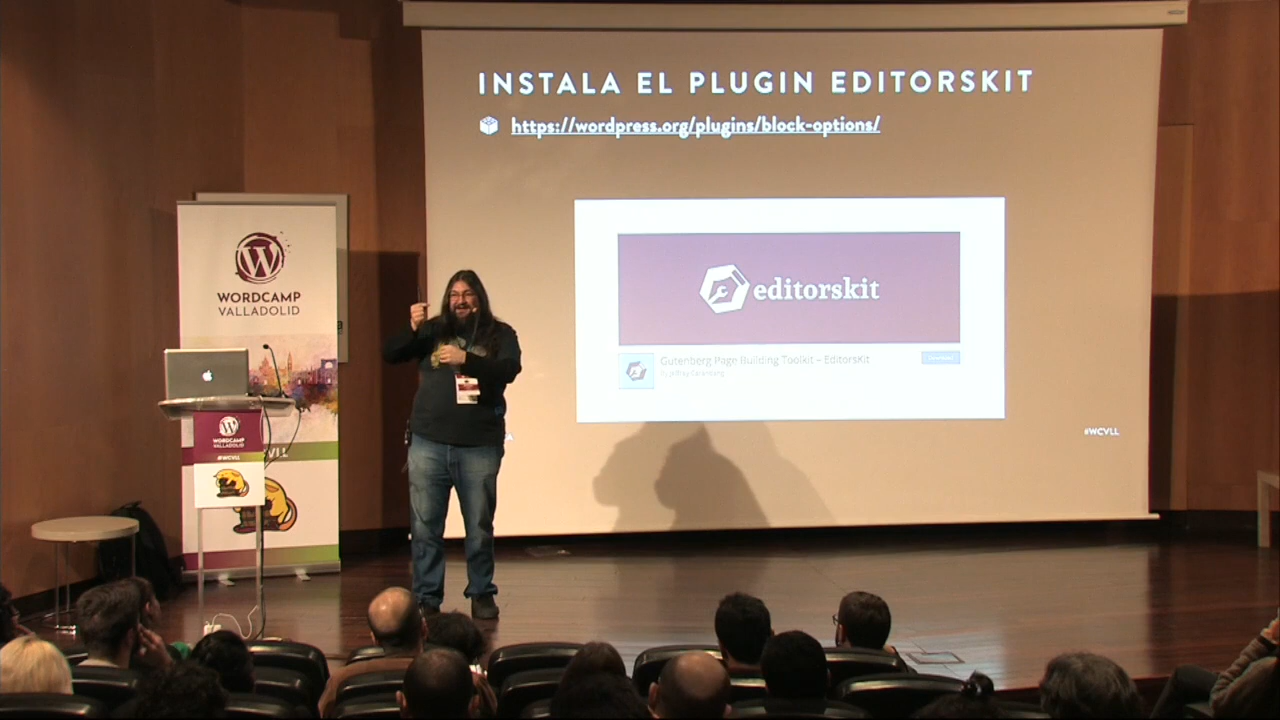 INSTALA EL PLUGIN EDITORSKIT
https://wordpress.org/plugins/block-options/
editorskit
Gutenberg Page Building Toolkit – EditorsKit
#WCVLL
WORDCAMP
VALLADOLID
WORDCAMP
VALLADOLID
#WCVLL